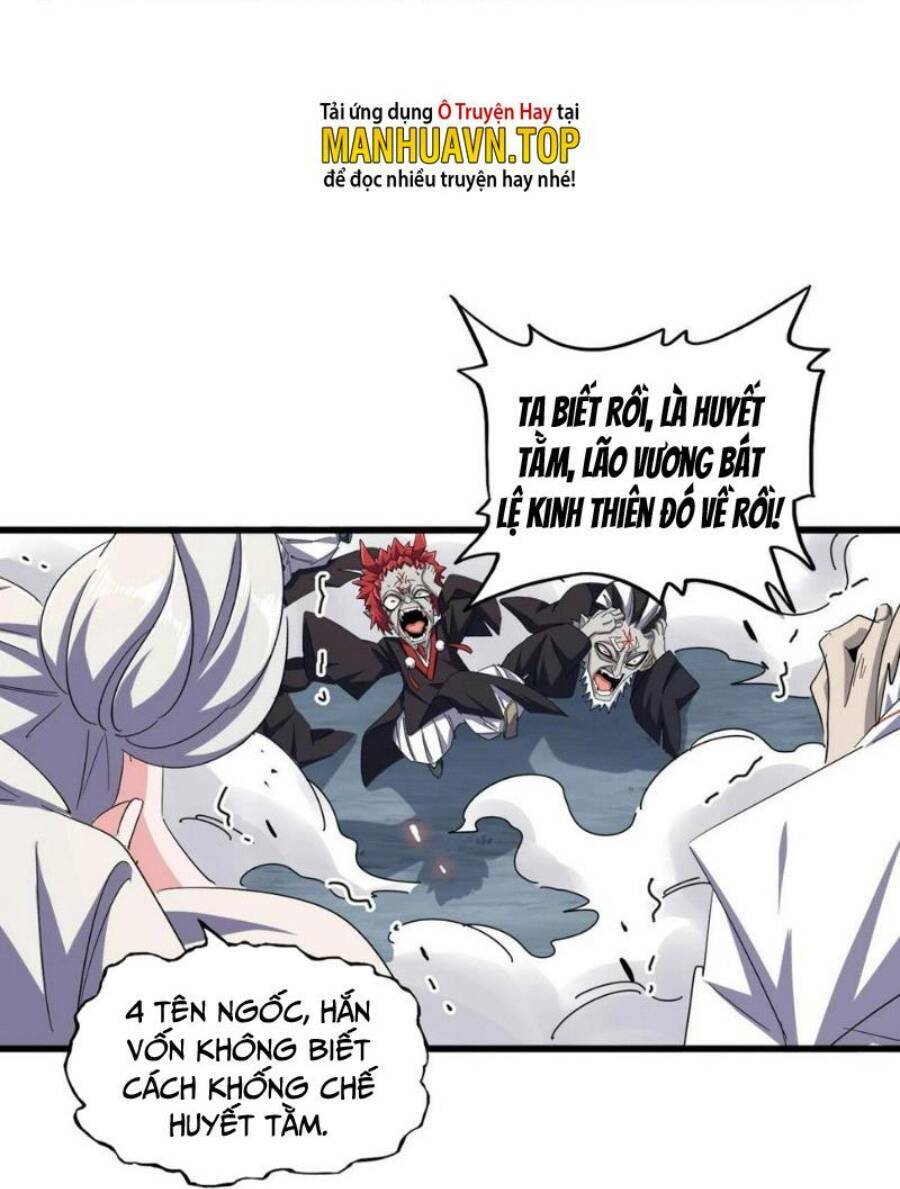 Tải ứng dụng Ô Truyện Hay tại
MANHUAVN.TOP
để đọc nhiều truyện hay nhé!
TA BIẾT RỒI, LÀ HUYẾT
TẰM, LÃO VƯƠNG BÁT
LỆ KINH THIÊN ĐÓ VỀ RỒI!
4 TÊN NGỐC, HẮN
VỐN KHÔNG BIẾT
CÁCH KHỐNG CHẾ
HUYẾT TẰM.